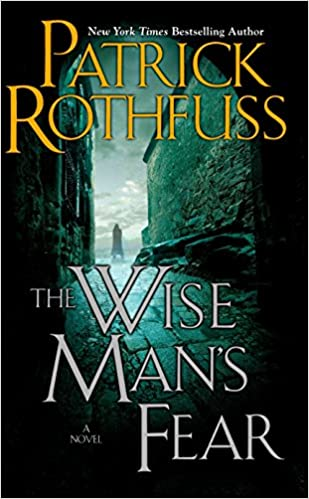 New York Times Bestselling Author
PATRICK
ROTHFUSS
THE WISE
MAN'S
A
NOVEL
FEAR